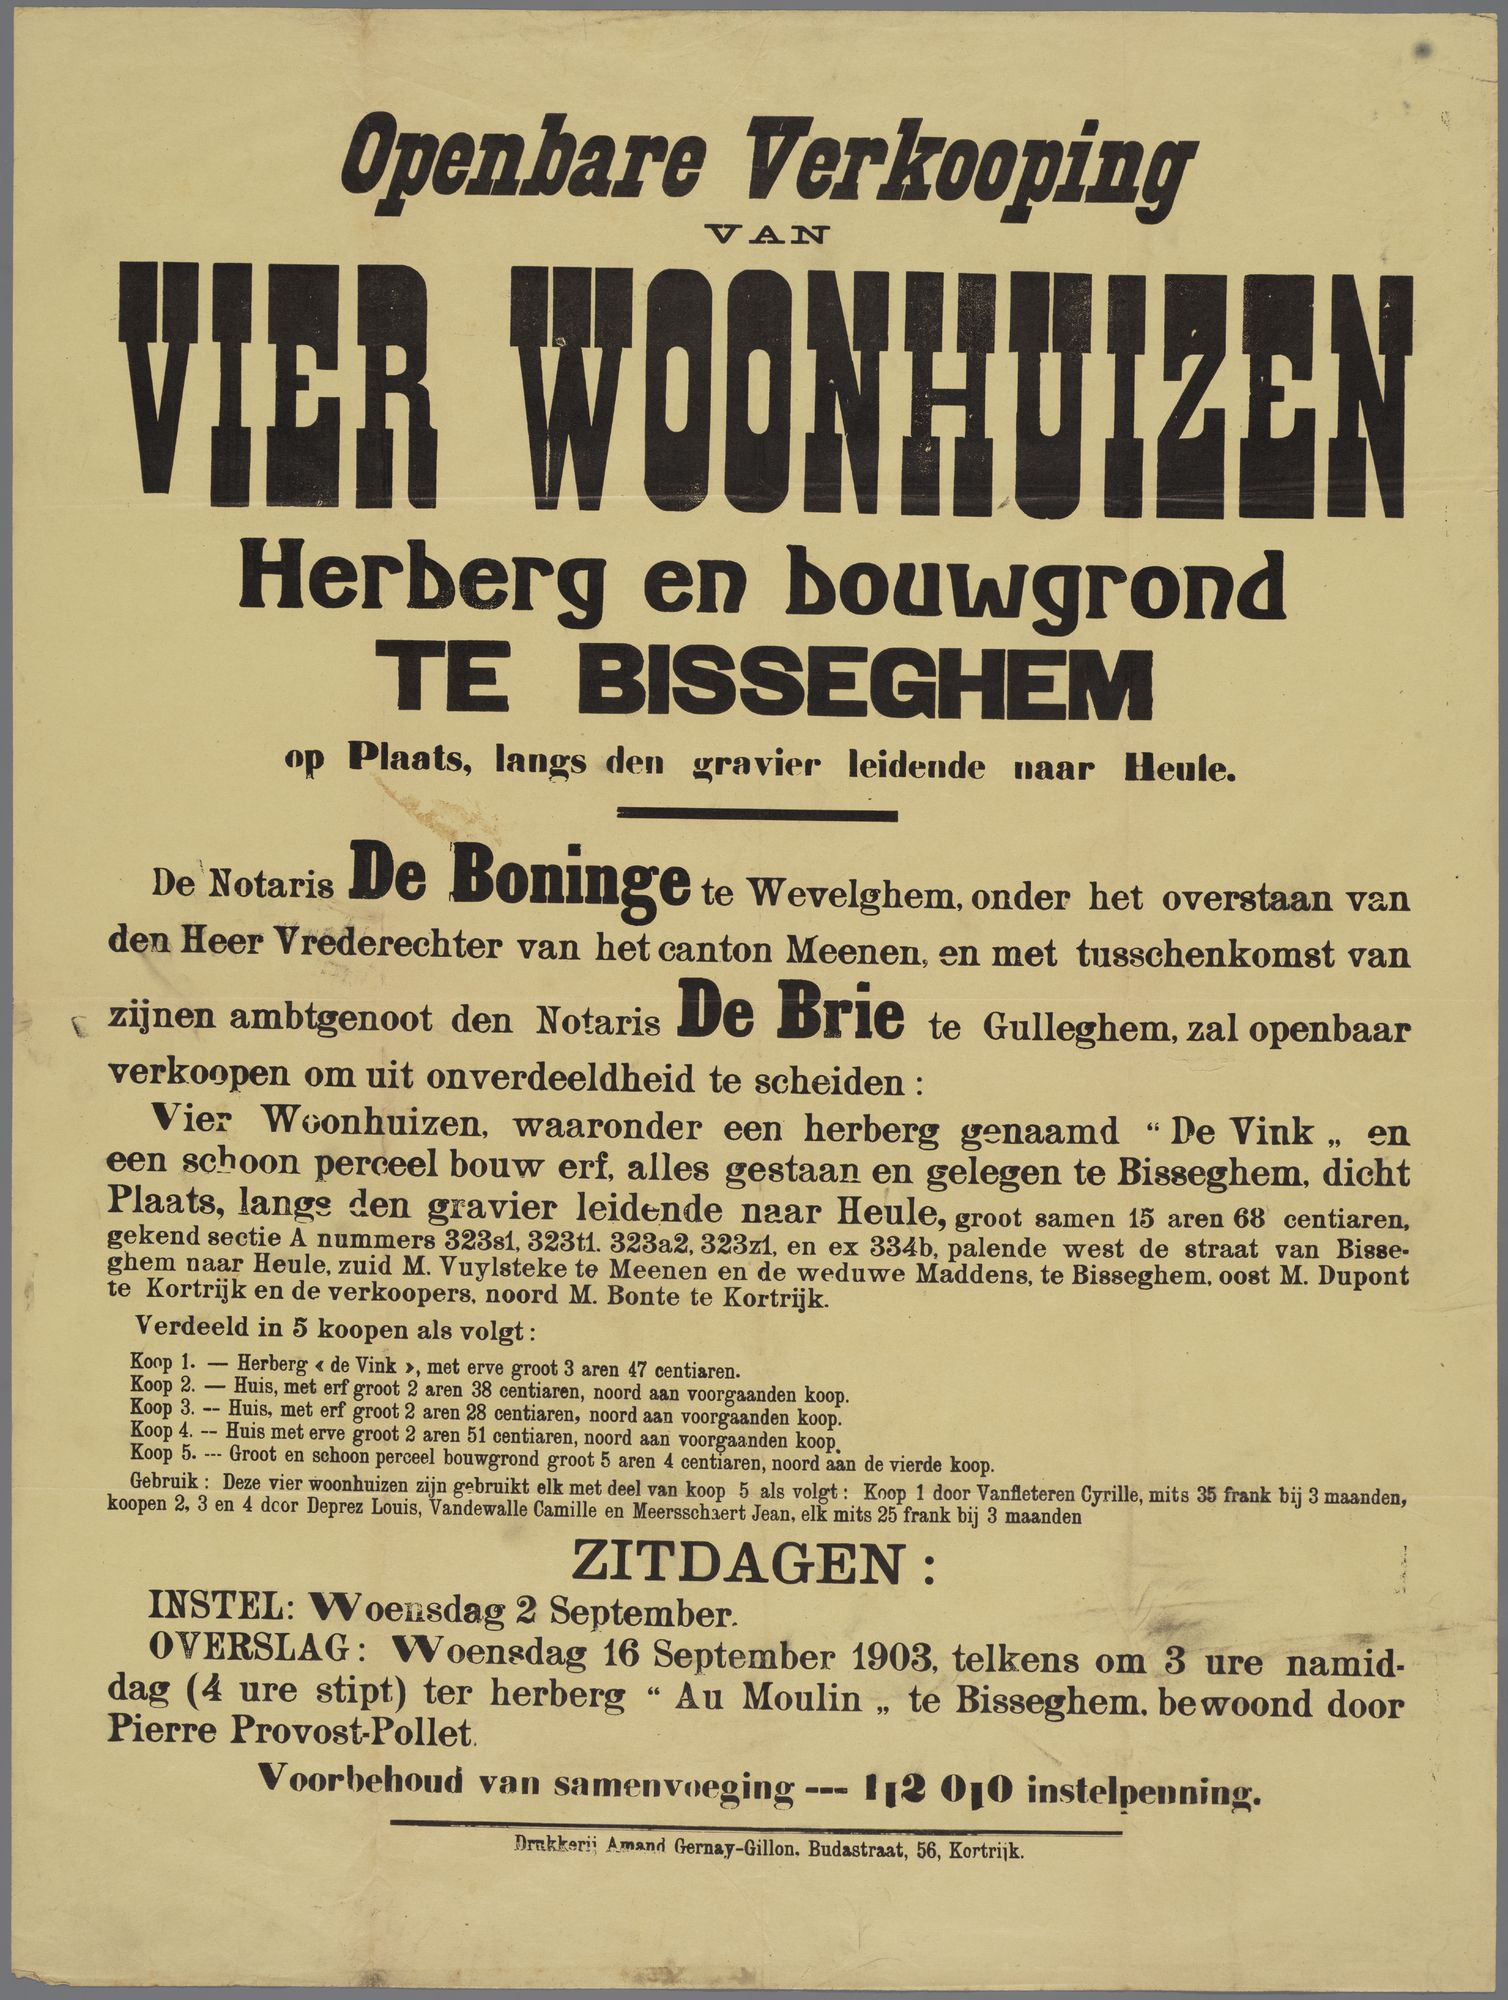 Openbare Verkooping
VAN
VIER WOONHUIZEN
Herberg en bouwgrond
TE BISSEGHEM
op Plaats, langs den gravier leidende naar Heule.
De Notaris De Boninge te Wevelghem, onder het overstaan van
den Heer Vrederechter van het canton Meenen, en met tusschenkomst van
zijnen ambtgenoot den Notaris De Brie te Gulleghem, zal openbaar
verkoopen om uit onverdeeldheid te scheiden :
Vier Woonhuizen, waaronder een herberg genaamd “ De Vink „ en
een schoon perceel bouw erf, alles gestaan en gelegen te Bisseghem, dicht
Plaats, langs den gravier leidende naar Heule, groot samen 15 aren 68 centiaren,
gekend sectie A nummers 323s1, 323t1. 323a2, 323z1, en ex 334b, palende west de straat van Bisse-
ghem naar Heule, zuid M. Vuylsteke te Meenen en de weduwe Maddens, te Bisseghem, oost M. Dupont
te Kortrijk en de verkoopers, noord M. Bonte te Kortrijk.
Verdeeld in 5 koopen als volgt :
Koop 1. — Herberg « de Vink », met erve groot 3 aren 47 centiaren.
Koop 2. — Huis, met erf groot 2 aren 38 centiaren, noord aan voorgaanden koop.
Koop 3. -- Huis, met erf groot 2 aren 28 centiaren, noord aan voorgaanden koop.
Koop 4. -- Huis met erve groot 2 aren 51 centiaren, noord aan voorgaanden koop.
Koop 5. --- Groot en schoon perceel bouwgrond groot 5 aren 4 centiaren, noord aan de vierde koop.
Gebruik : Deze vier woonhuizen zijn gebruikt elk met deel van koop 5 als volgt : Koop 1 door Vanfleteren Cyrille, mits 35 frank bij 3 maanden,
koopen 2, 3 en 4 door Deprez Louis, Vandewalle Camille en Meersschaert Jean, elk mits 25 frank bij 3 maanden
ZITDAGEN :
INSTEL: Woensdag 2 September.
OVERSLAG : Woensdag 16 September 1903, telkens om 3 ure namid-
dag (4 ure stipt) ter herberg “ Au Moulin „ te Bisseghem, bewoond door
Pierre Provost-Pollet.
Voorbehoud van samenvoeging --- 1|2 0|0 instelpenning.
Drukkerij Amand Gernay-Gillon, Budastraat, 56, Kortrijk.